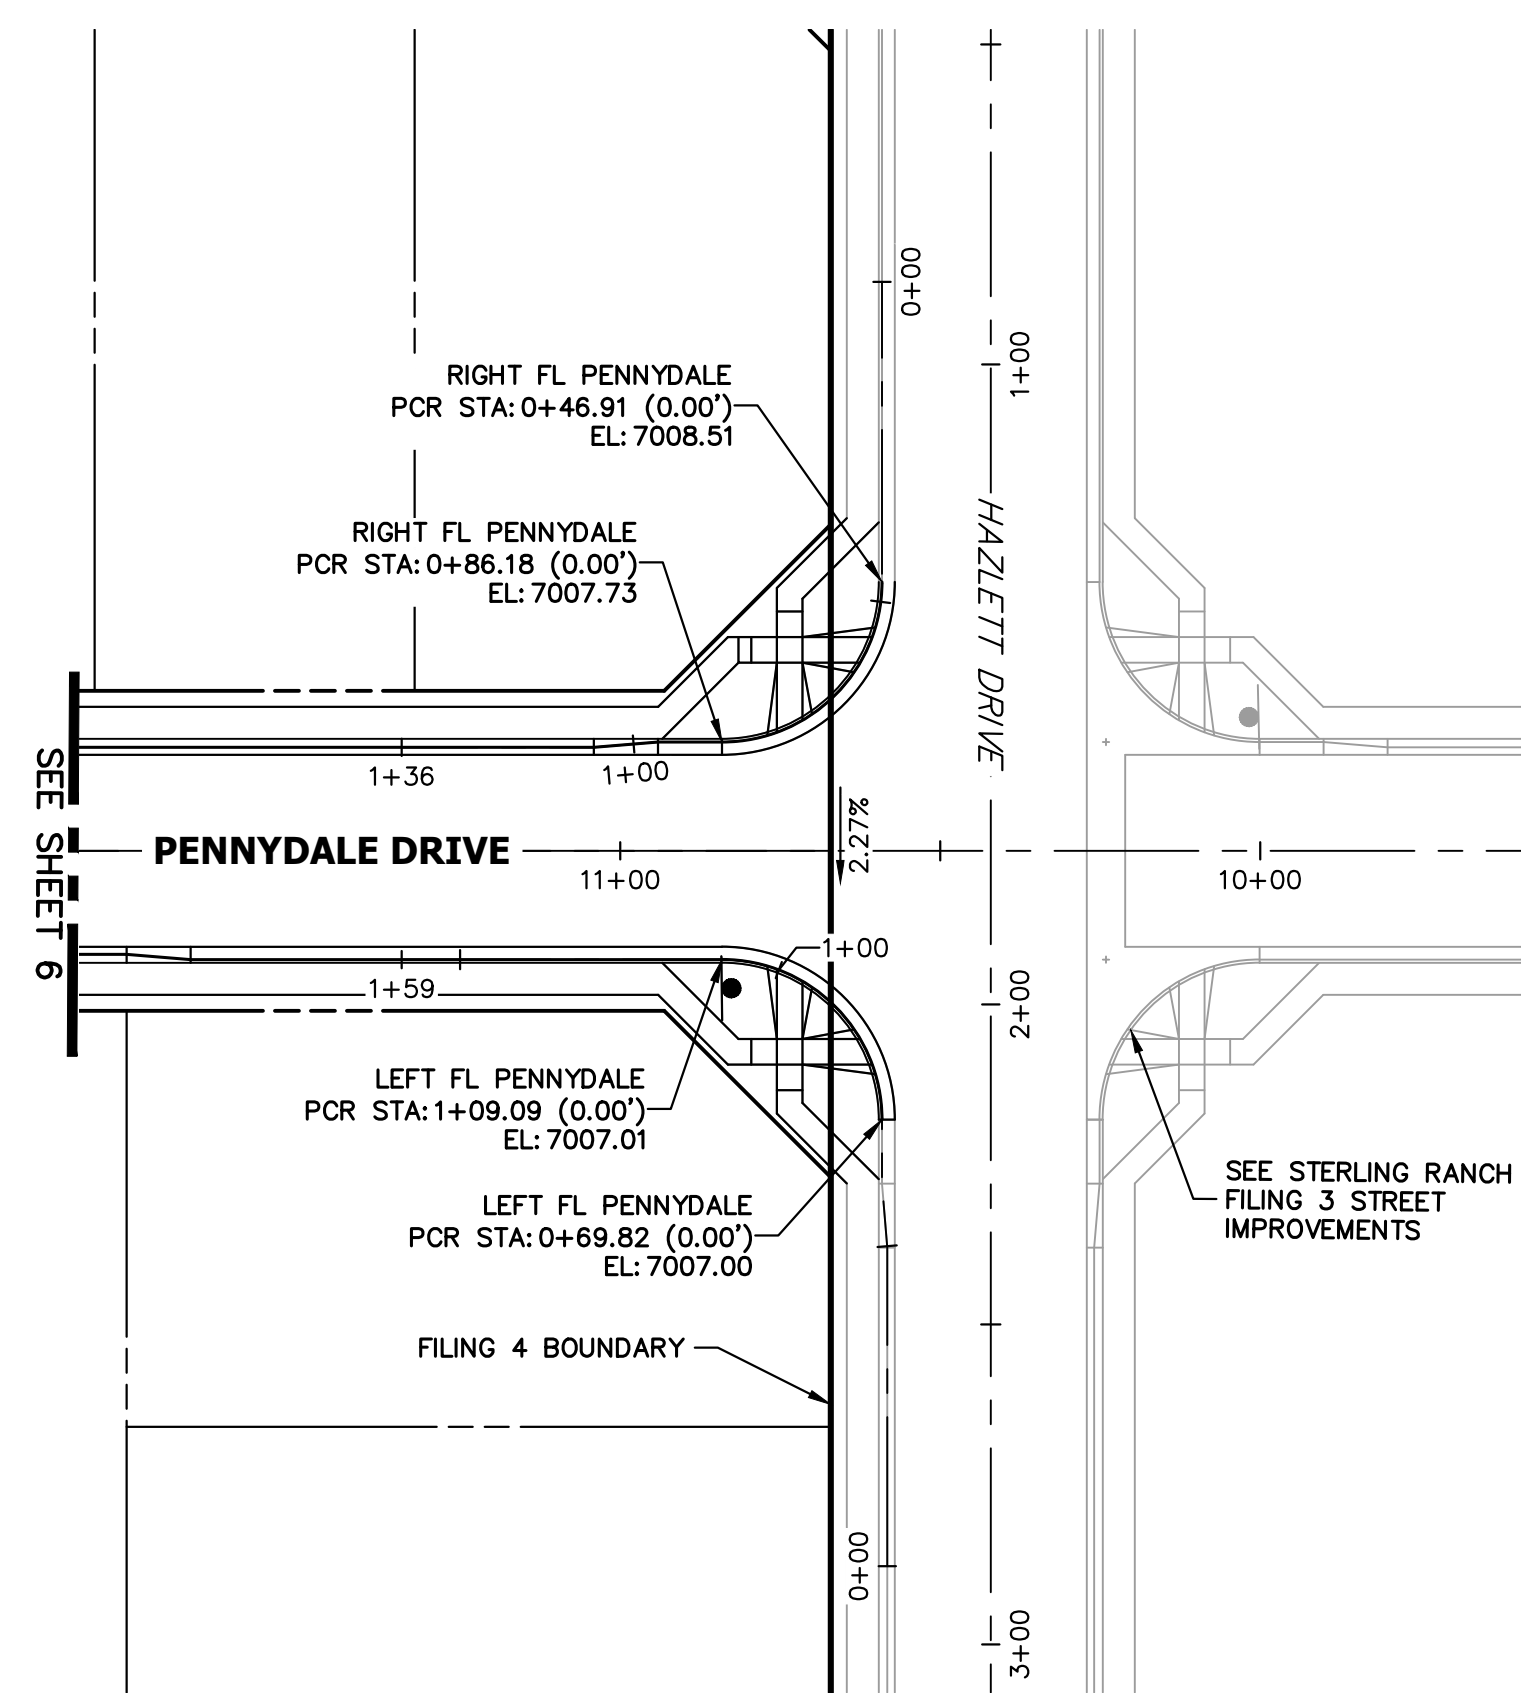 0+00
1+00
RIGHT FL PENNYDALE
PCR STA: 0+46.91 (0.00')
EL: 7008.51
HAZLETT DRIVE
RIGHT FL PENNYDALE
PCR STA: 0+86.18 (0.00')
EL: 7007.73
SEE SHEET 6
1+36
1+00
2.27%
PENNYDALE DRIVE
11+00
10+00
1+00
1+59
2+00
LEFT FL PENNYDALE
PCR STA: 1+09.09 (0.00')
EL: 7007.01
SEE STERLING RANCH
FILING 3 STREET
IMPROVEMENTS
LEFT FL PENNYDALE
PCR STA: 0+69.82 (0.00')
EL: 7007.00
FILING 4 BOUNDARY
0+00
3+00